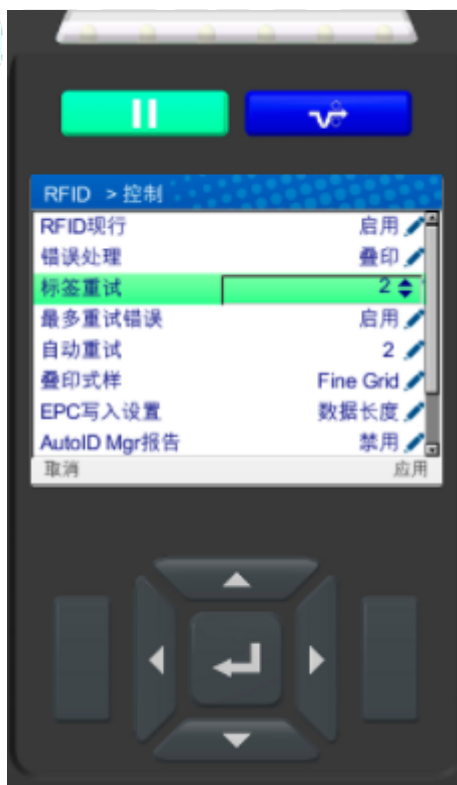 RFID >控制
RFID现行 启用
错误处理 叠印
标签重试 2
最多重试错误 启用
自动重试 2
叠印式样 Fine Grid
EPC写入设置 数据长度
AutoID Mgr报告 禁用
取消 应用